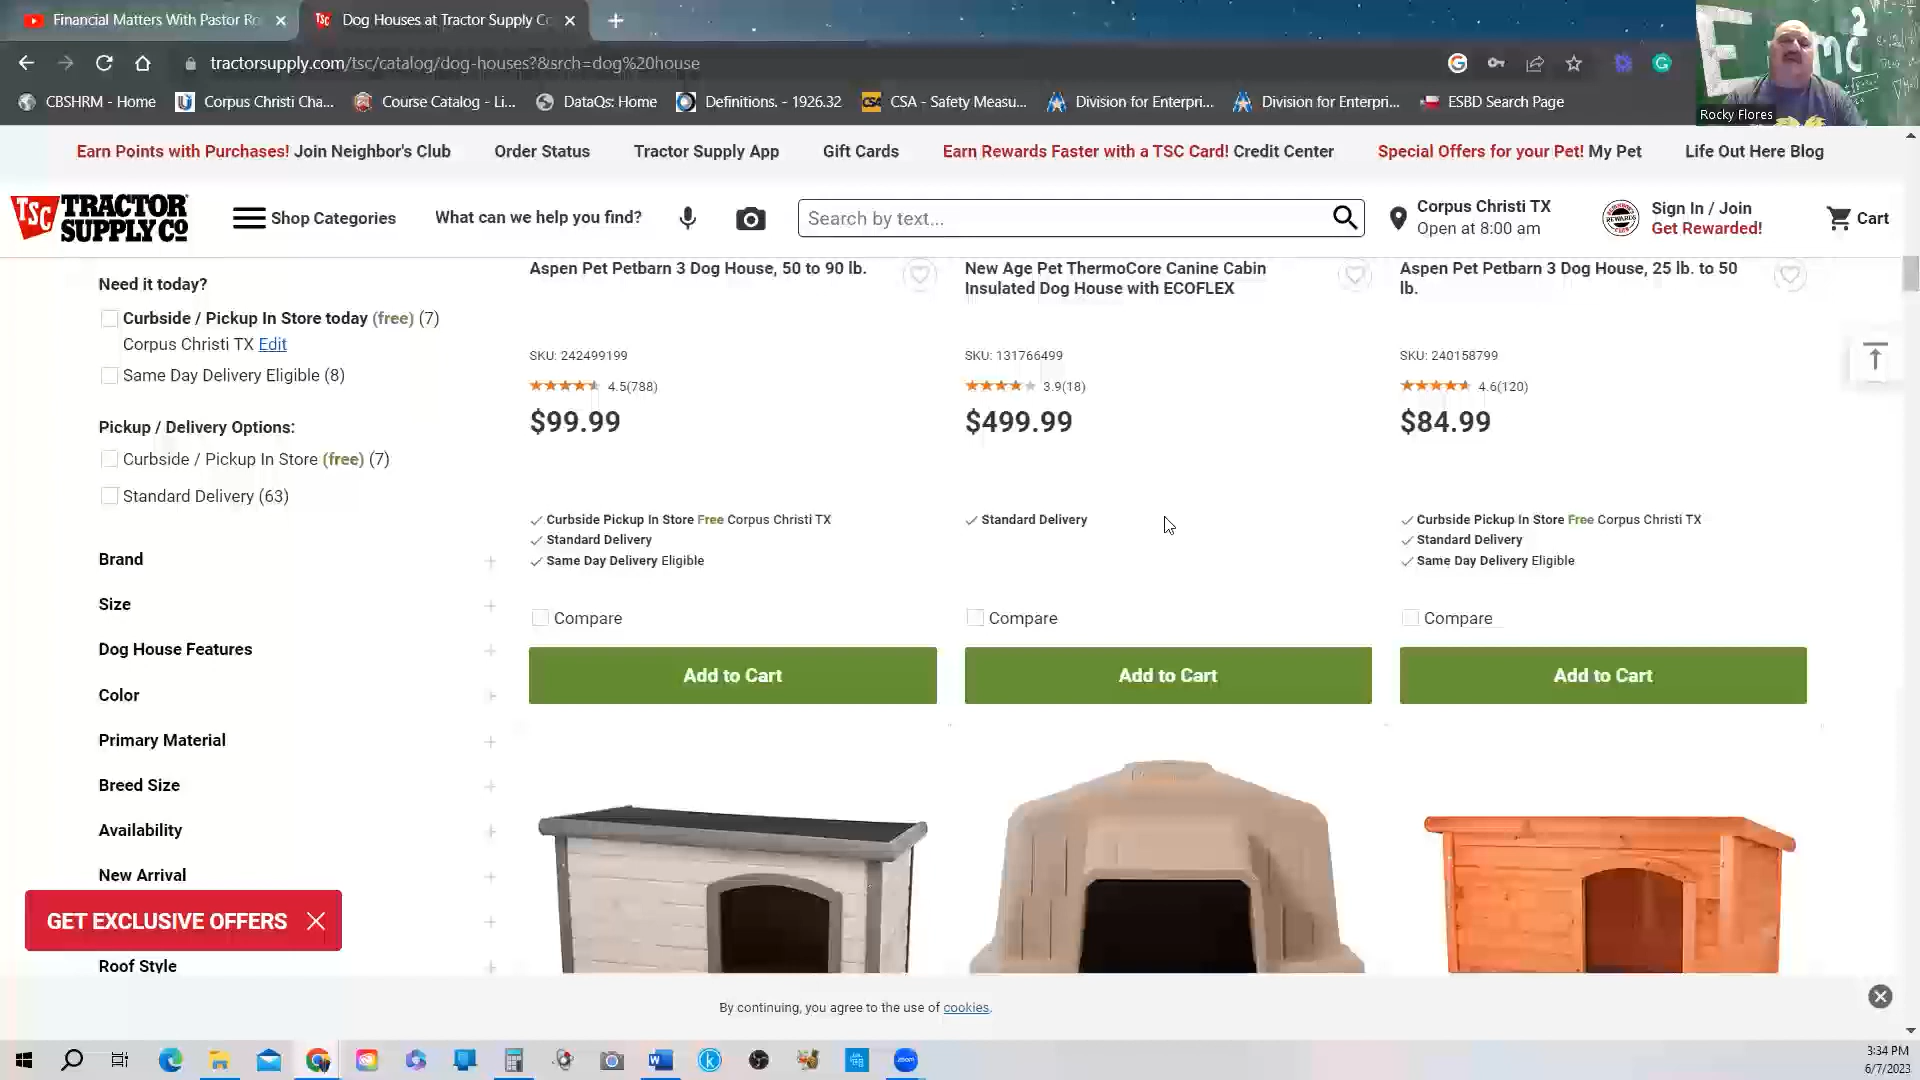 Financial Matters With Pastor Ro
Dog Houses at Tractor Supply Co
tractorsupply.com/tsc/catalog/dog-houses?&srch=dog%20house
CBSHRM - Home
Corpus Christi Cha...
Course Catalog - Li...
DataQs: Home
Definitions. - 1926.32
CSA
CSA - Safety Measu...
Division for Enterpri...
Division for Enterpri...
ESBD Search Page
E mc2
Rocky Flores
Earn Points with Purchases! Join Neighbor's Club
Order Status
Tractor Supply App
Gift Cards
Earn Rewards Faster with a TSC Card! Credit Center
Special Offers for your Pet! My Pet
Life Out Here Blog
TSC TRACTOR
SUPPLY CO
Shop Categories
What can we help you find?
Search by text...
Corpus Christi TX
Open at 8:00 am
REWARDS
Sign In / Join
Get Rewarded!
Cart
Need it today?
Curbside / Pickup In Store today (free) (7)
Corpus Christi TX Edit
Same Day Delivery Eligible (8)
Pickup / Delivery Options:
Curbside / Pickup In Store (free) (7)
Standard Delivery (63)
Brand
Size
Dog House Features
Color
Primary Material
Breed Size
Availability
New Arrival
GET EXCLUSIVE OFFERS
Roof Style
Aspen Pet Petbarn 3 Dog House, 50 to 90 lb.
SKU: 242499199
4.5(788)
$99.99
Curbside Pickup In Store Free Corpus Christi TX
Standard Delivery
Same Day Delivery Eligible
Compare
Add to Cart
New Age Pet ThermoCore Canine Cabin
Insulated Dog House with ECOFLEX
SKU: 131766499
3.9(18)
$499.99
Standard Delivery
Compare
Add to Cart
Aspen Pet Petbarn 3 Dog House, 25 lb. to 50
lb.
SKU: 240158799
4.6(120)
$84.99
Curbside Pickup In Store Free Corpus Christi TX
Standard Delivery
Same Day Delivery Eligible
Compare
Add to Cart
By continuing, you agree to the use of cookies.
3:34 PM
6/7/2023